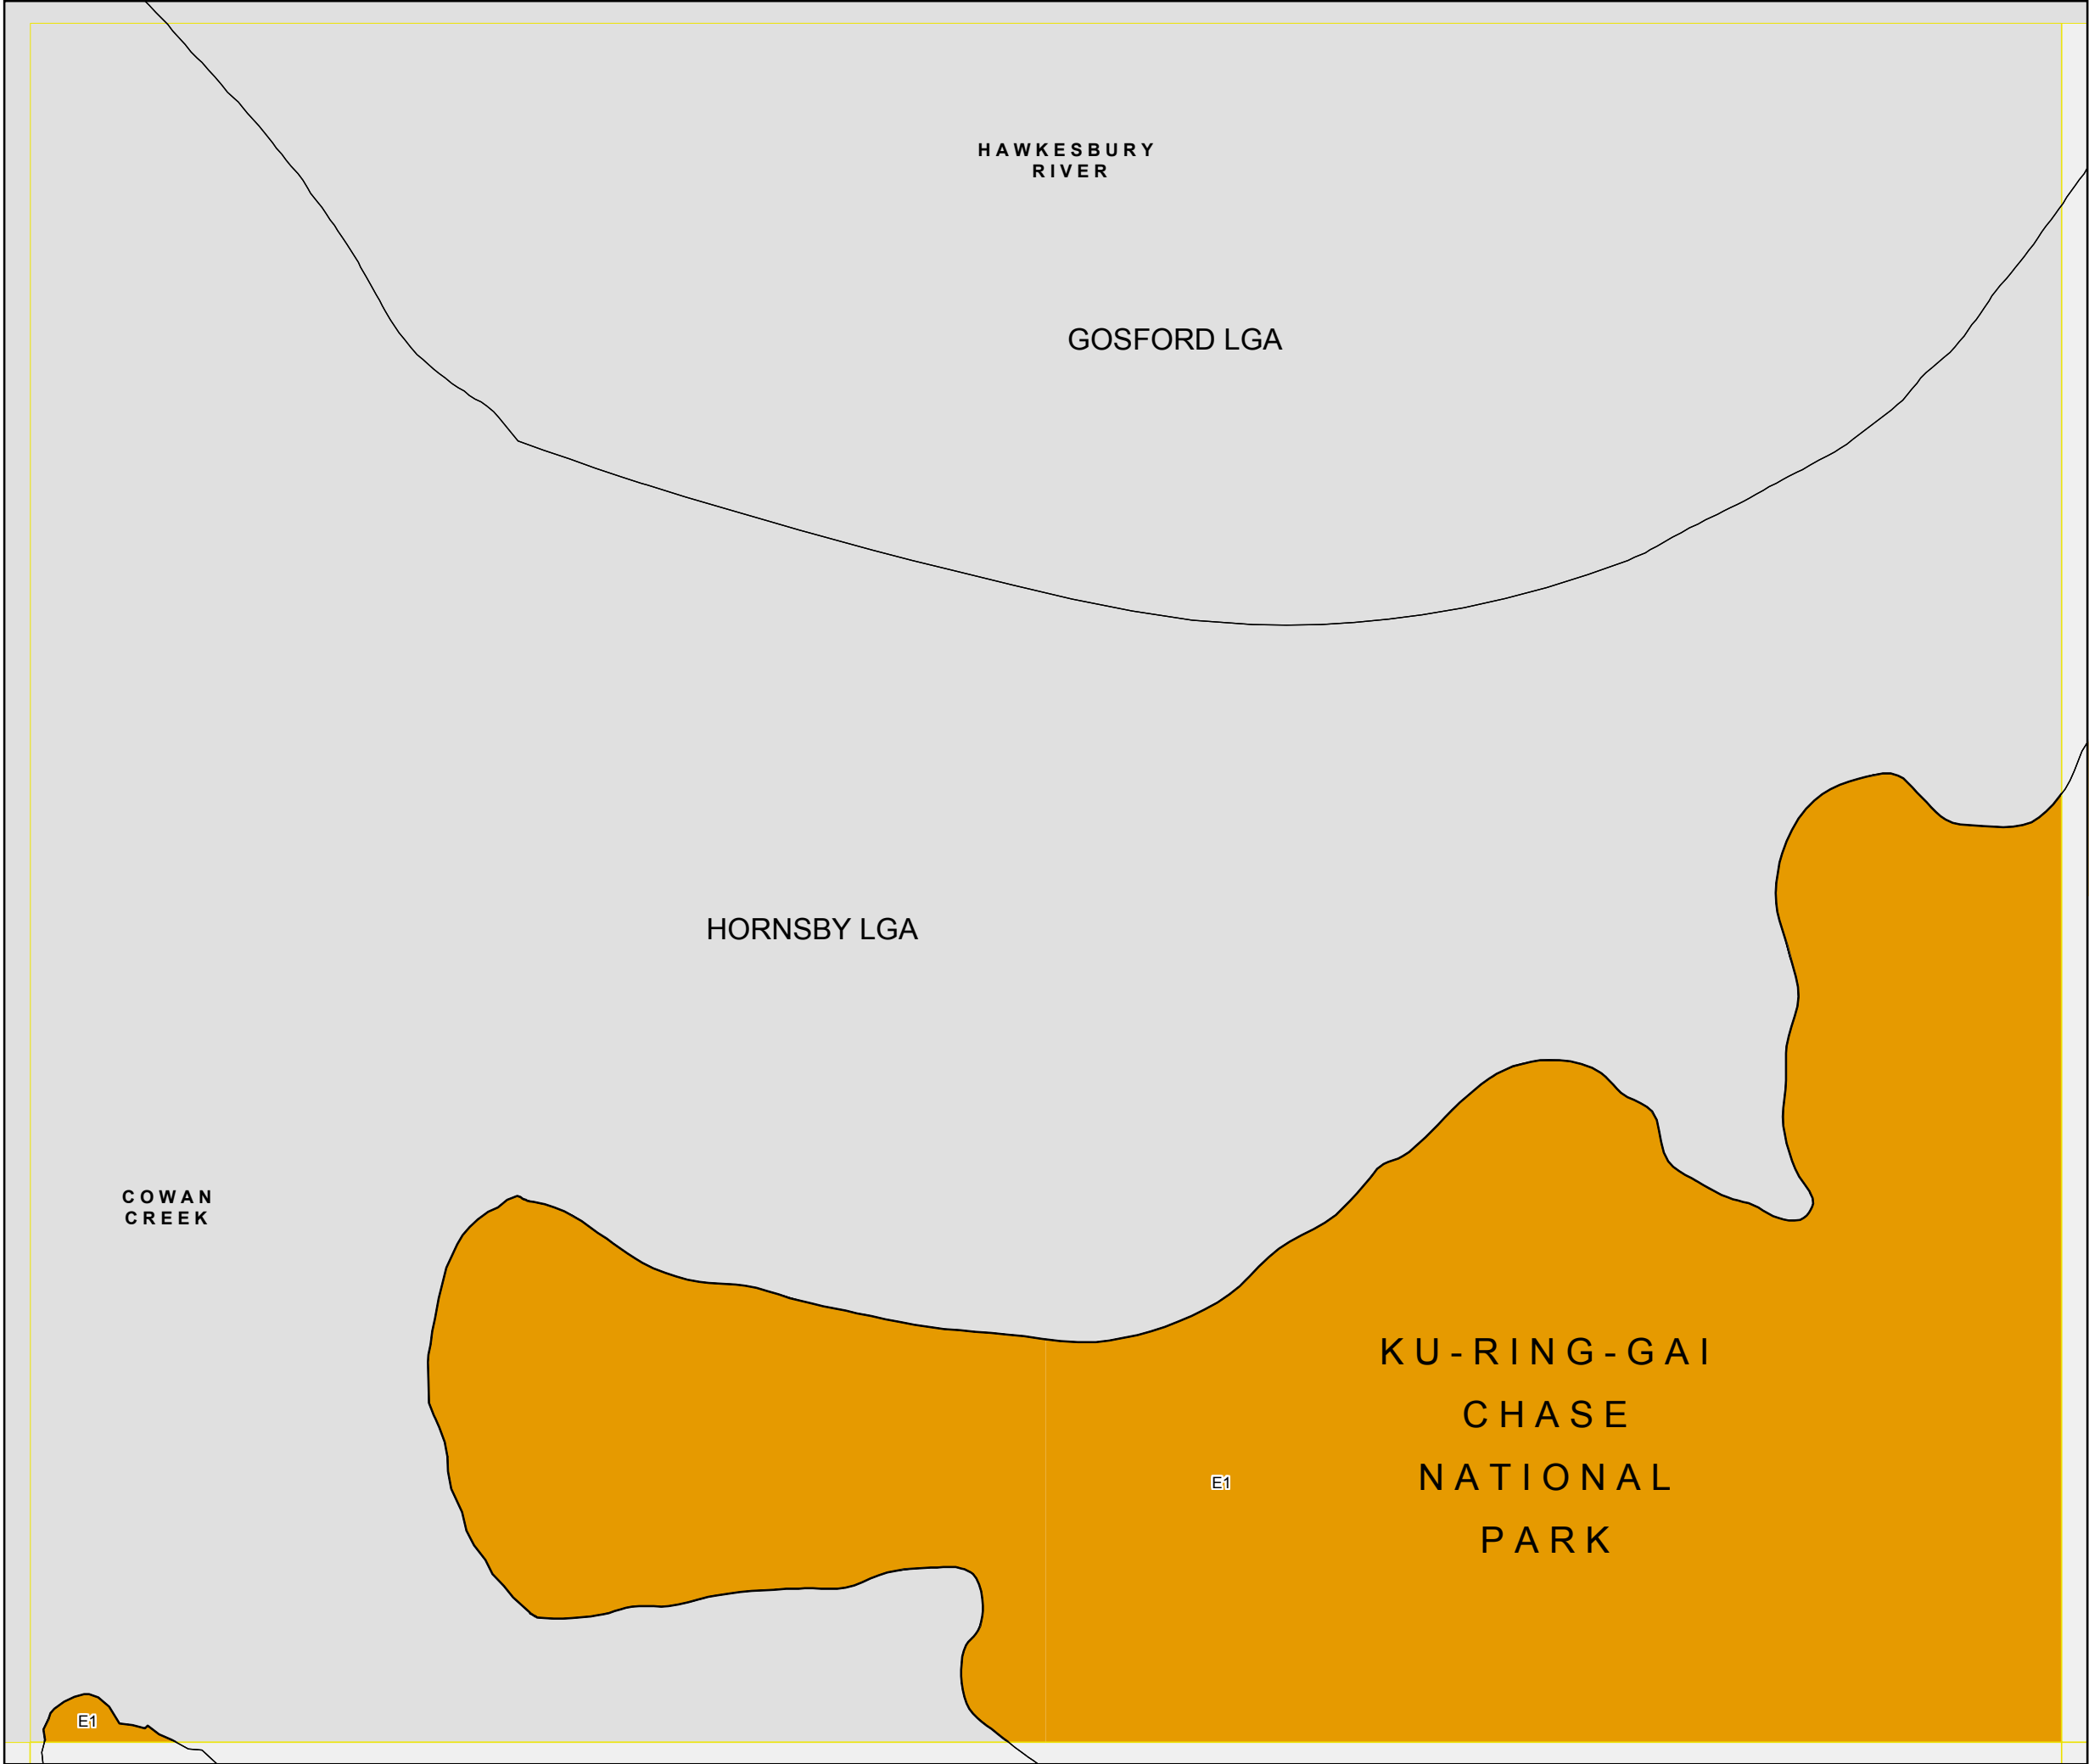 HAWKESBURY
RIVER
GOSFORD LGA
HORNSBY LGA
COWAN
CREEK
KU-RING-GAI
CHASE
NATIONAL
PARK
E1
E1